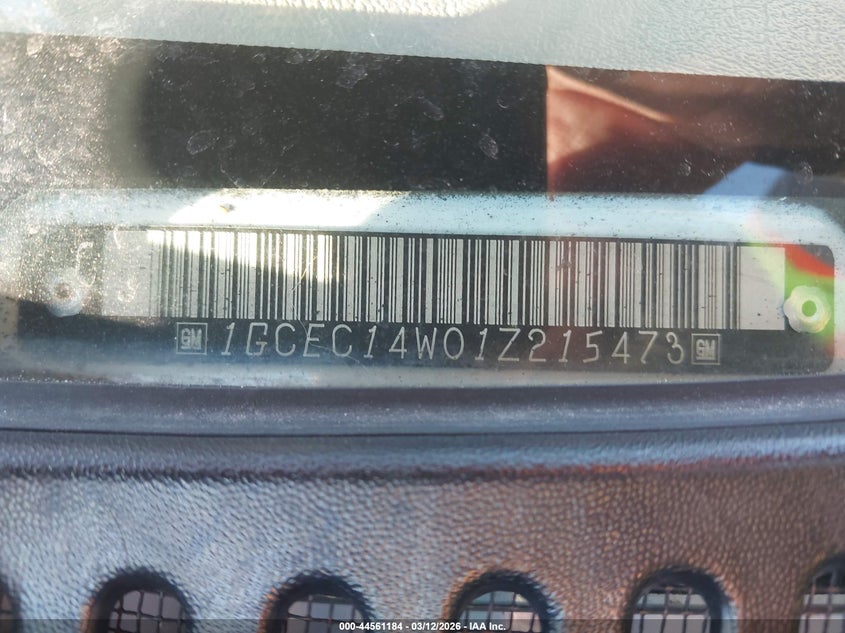 GM 1GCEC14W01Z215473 GM
000-44561184 | 03/12/2026 | IAA Inc.